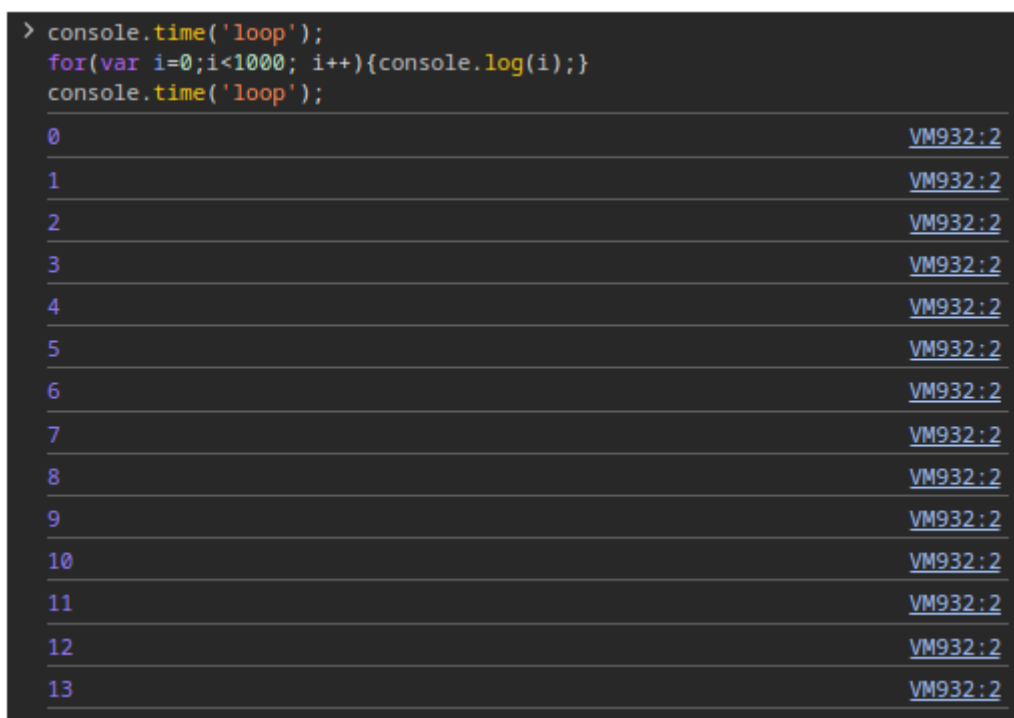 > console.time('loop');
for(var i=0;i<1000; i++){console.log(i);}
console.time('loop');
0 VM932:2
1 VM932:2
2 VM932:2
3 VM932:2
4 VM932:2
5 VM932:2
6 VM932:2
7 VM932:2
8 VM932:2
9 VM932:2
10 VM932:2
11 VM932:2
12 VM932:2
13 VM932:2